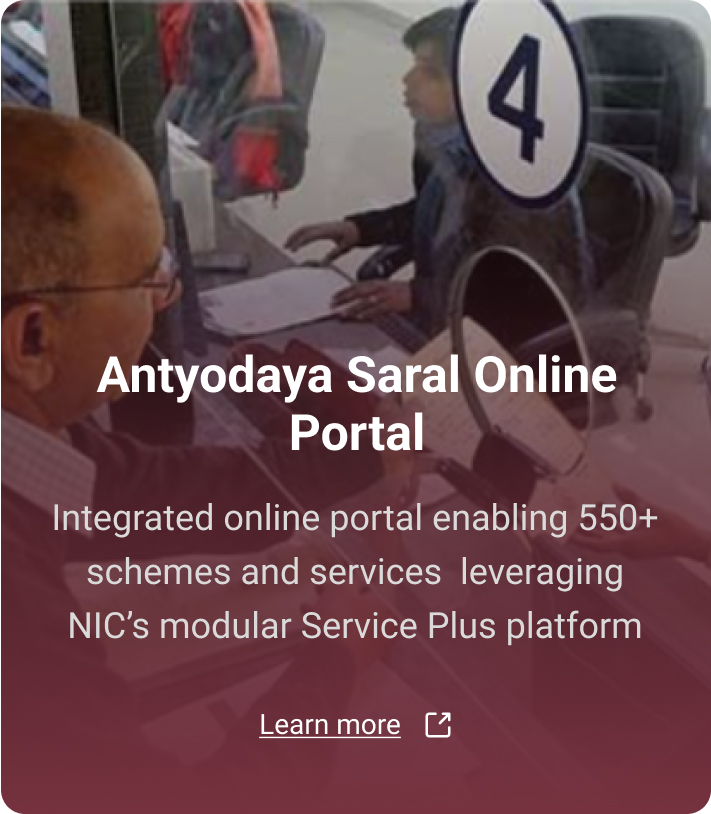 4
Antyodaya Saral Online
Portal
Integrated online portal enabling 550+
schemes and services  leveraging
NIC’s modular Service Plus platform
Learn more